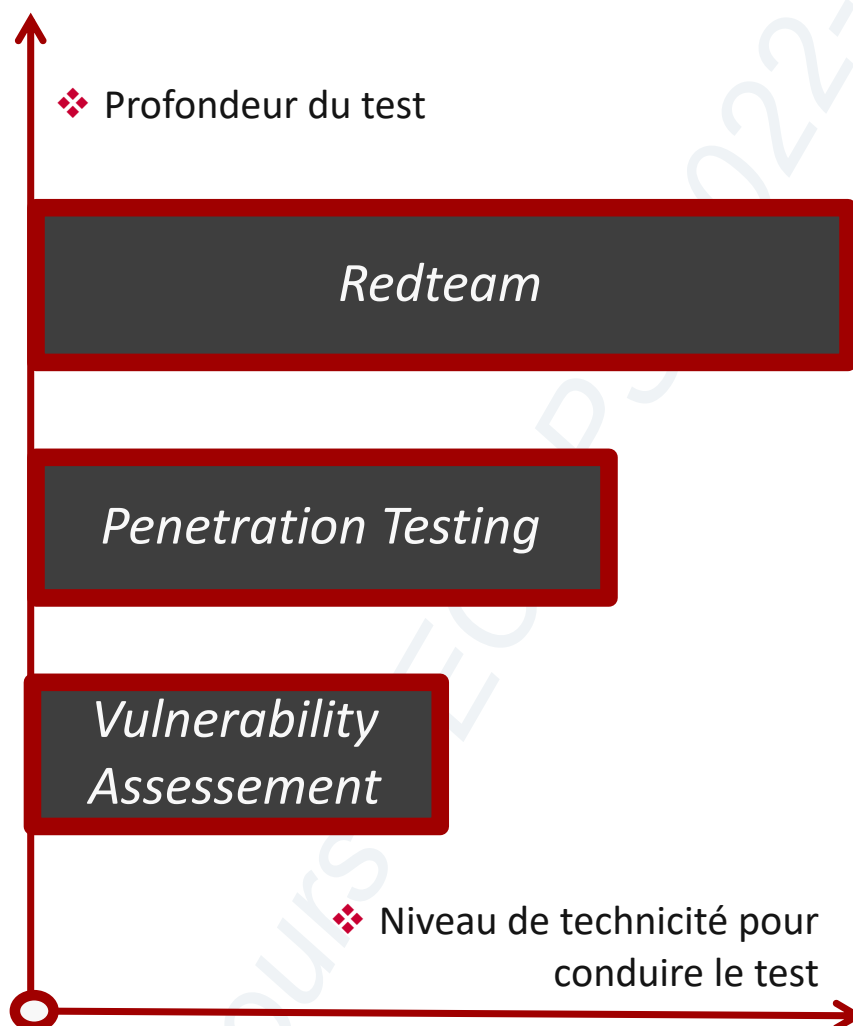 ❖ Profondeur du test
Redteam
Penetration Testing
Vulnerability
Assessement
❖ Niveau de technicité pour
conduire le test